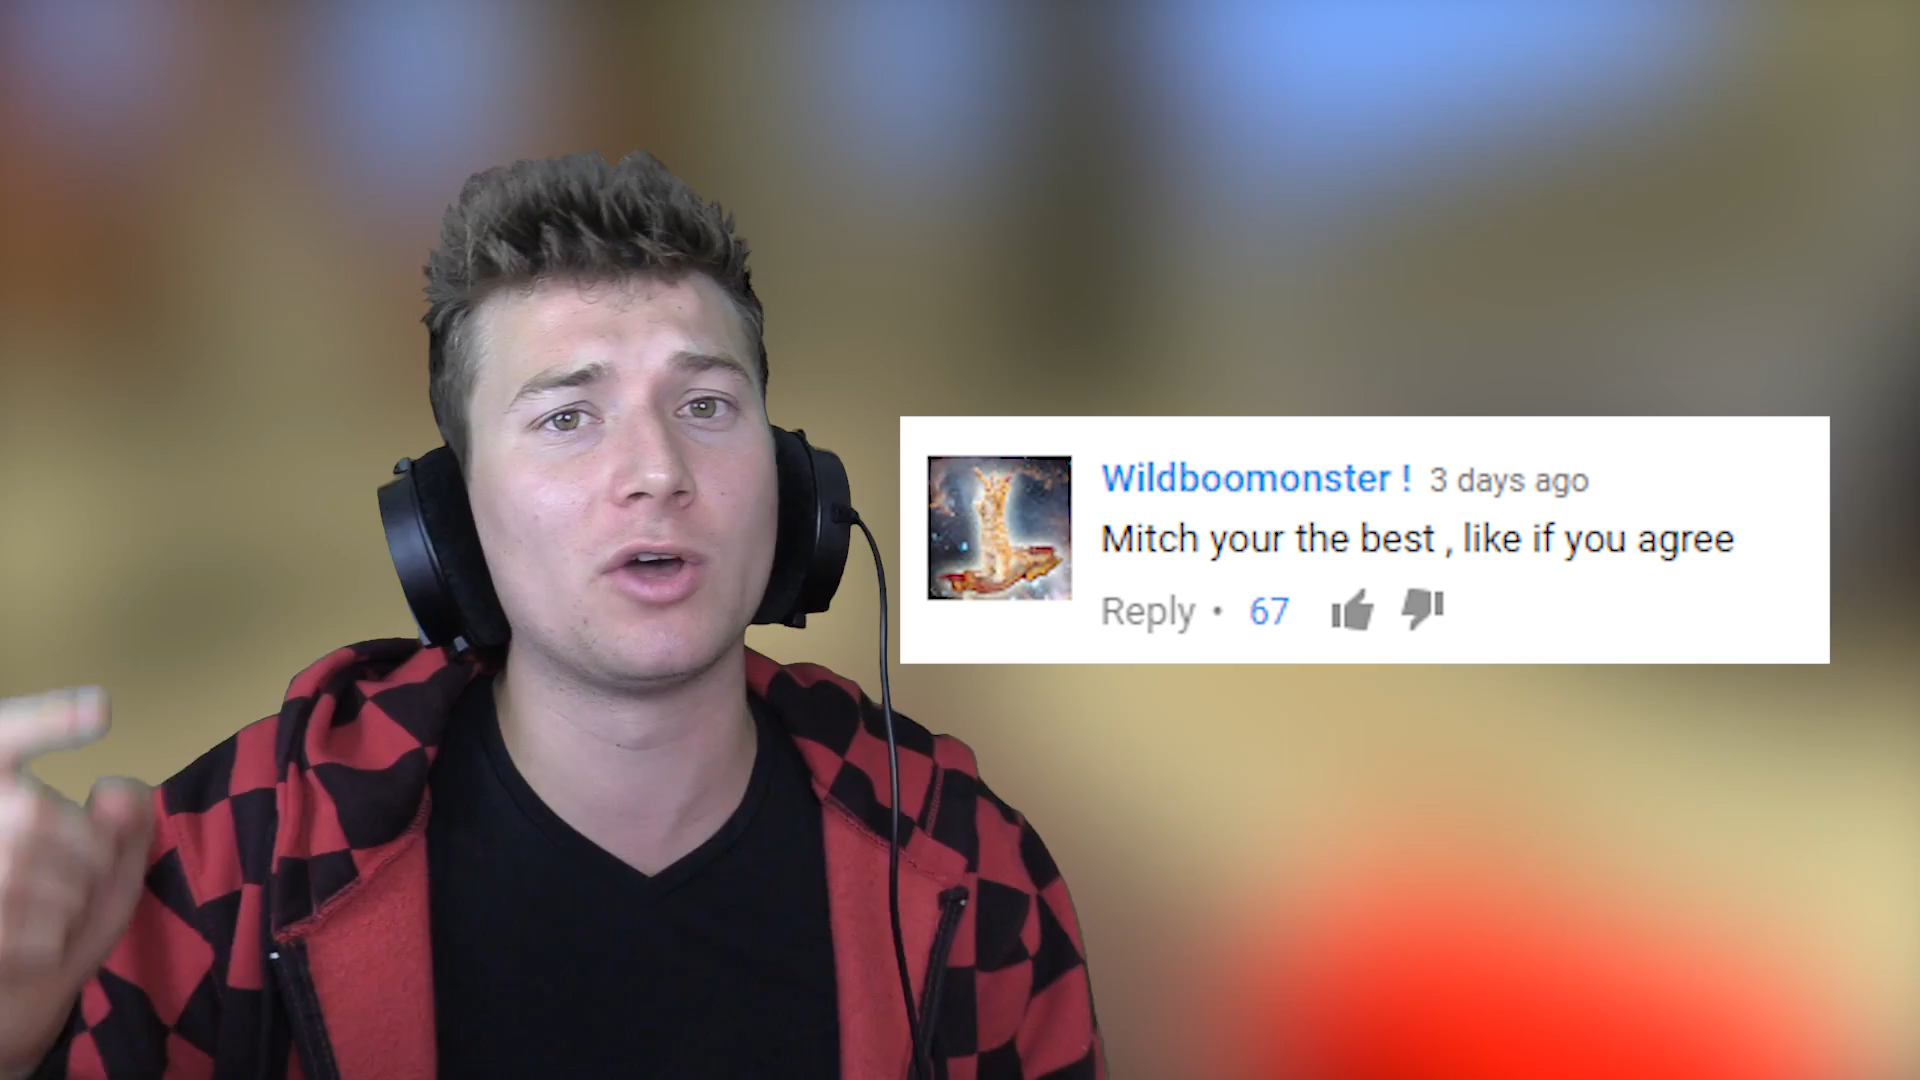 Wildboomonster ! 3 days ago
Mitch your the best , like if you agree
Reply • 67